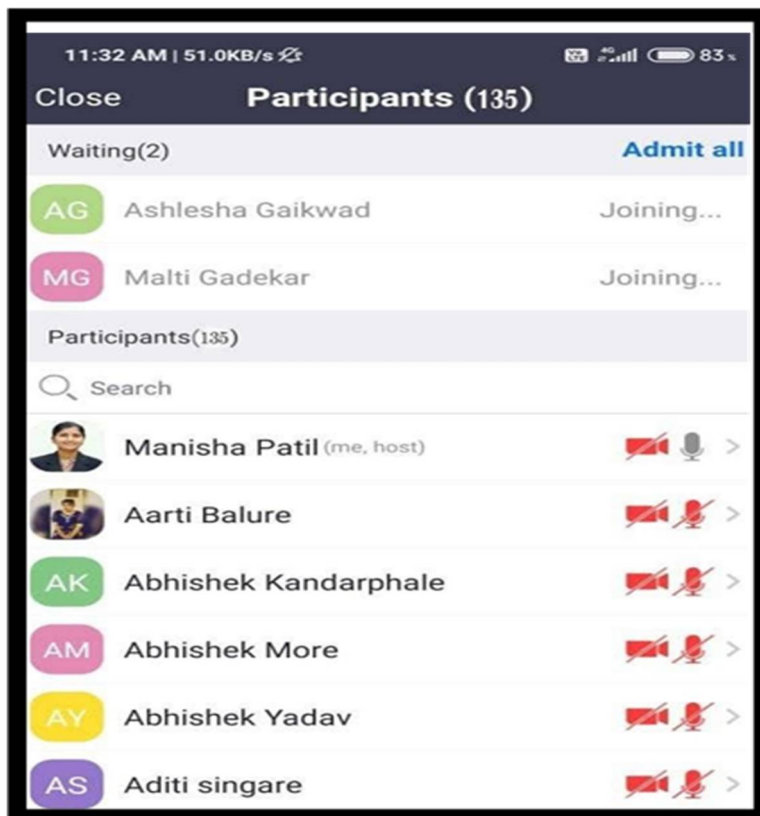 11:32 AM | 51.0KB/s 83%
Close Participants (135)
Waiting(2) Admit all
AG Ashlesha Gaikwad Joining...
MG Malti Gadekar Joining...
Participants(135)
Search
Manisha Patil (me, host)
Aarti Balure
AK Abhishek Kandarphale
AM Abhishek More
AY Abhishek Yadav
AS Aditi singare